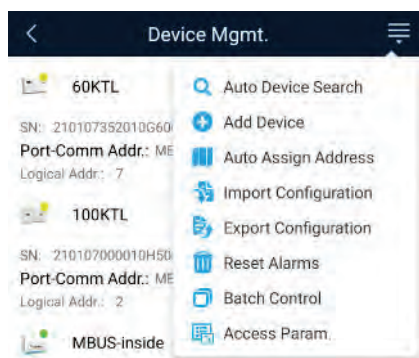 Device Mgmt.
60KTL
SN: 210107352010G60
Port-Comm Addr.: ME
Logical Addr.: 7
100KTL
SN: 210107000010H50
Port-Comm Addr.: ME
Logical Addr.: 2
MBUS-inside
Auto Device Search
Add Device
Auto Assign Address
Import Configuration
Export Configuration
Reset Alarms
Batch Control
Access Param.